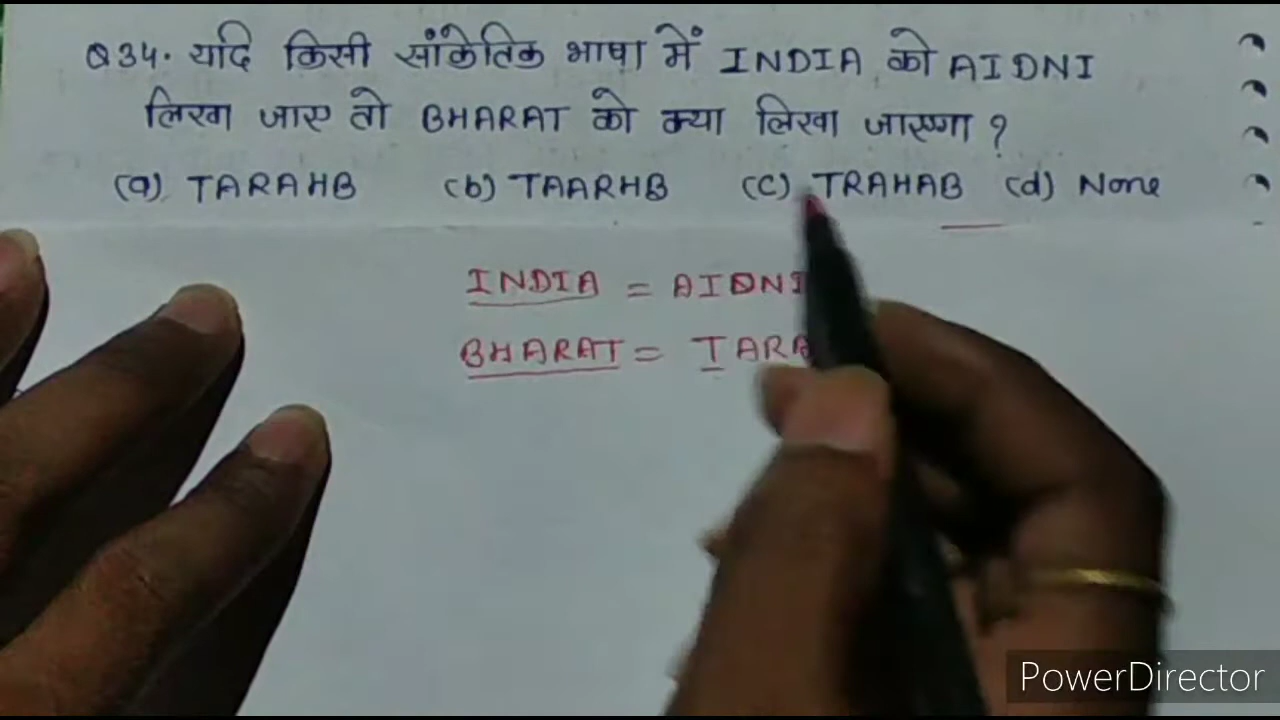 Q34. यदि किसी सांकेतिक भाषा में INDIA को AIDNI
लिखा जाए तो BHARAT को क्या लिखा जाएगा ?
(a) TARAHB (b) TAARHB (c) TRAHAB (d) None
INDIA = AIDNI
BHARAT = TARA
PowerDirector